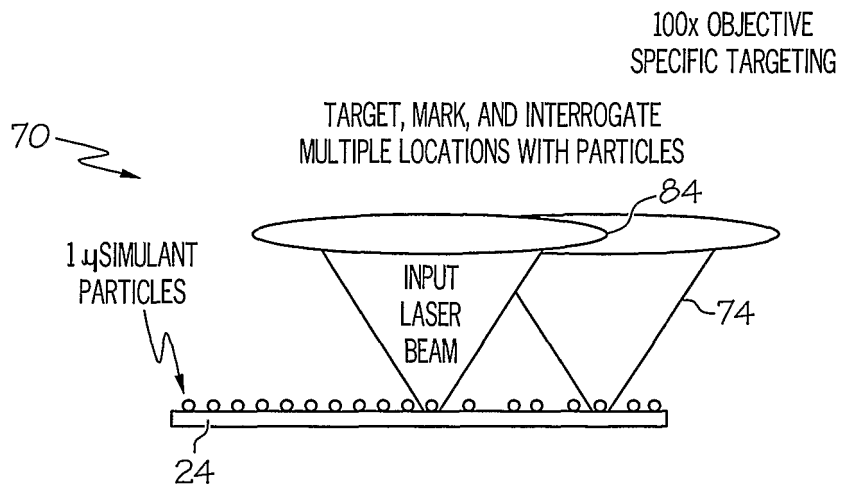 100x OBJECTIVE
SPECIFIC TARGETING
TARGET, MARK, AND INTERROGATE
MULTIPLE LOCATIONS WITH PARTICLES
70
84
1 µSIMULANT
PARTICLES
INPUT
LASER
BEAM
74
24